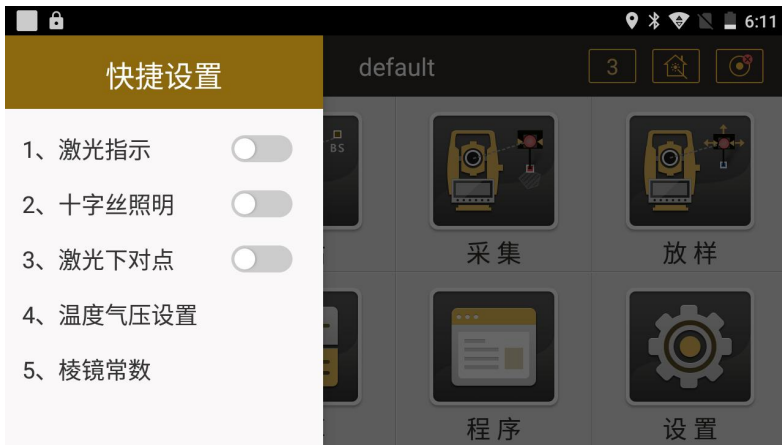 6:11
快捷设置
default
3
1、激光指示
2、十字丝照明
3、激光下对点
4、温度气压设置
5、棱镜常数
BS
采集
放样
程序
设置